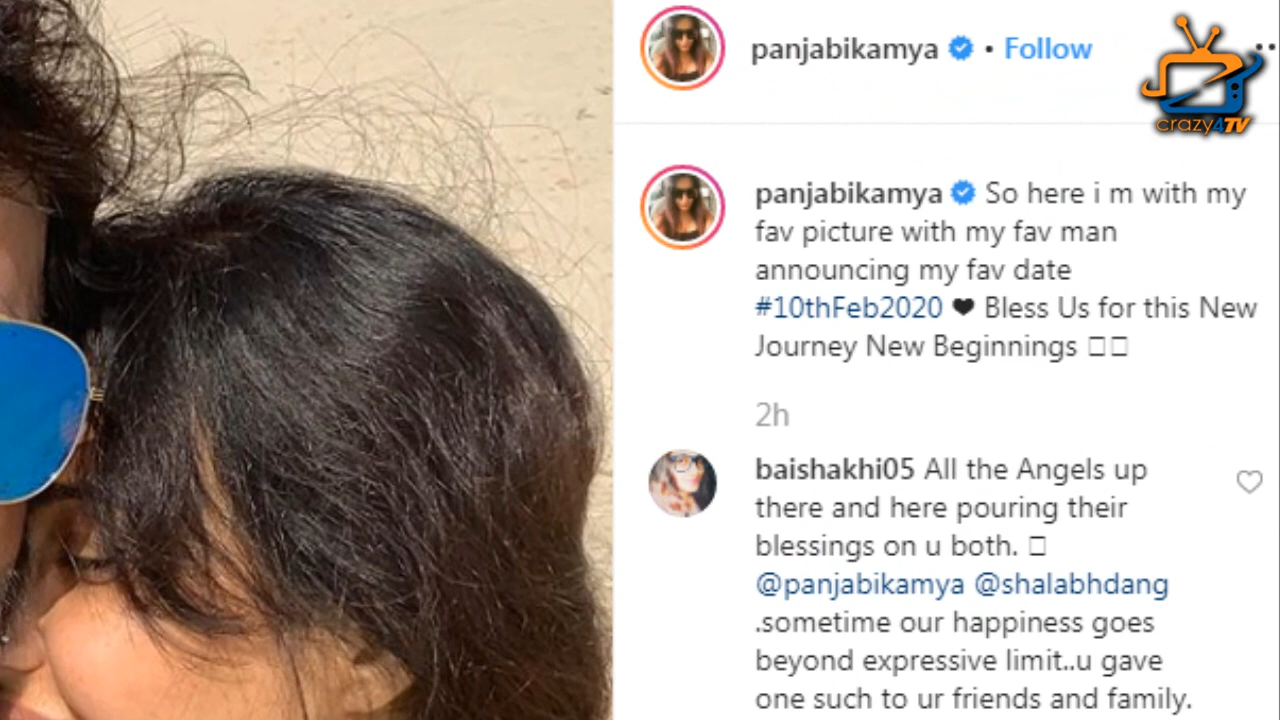 panjabikamya • Follow
crazy4TV
panjabikamya So here i m with my
fav picture with my fav man
announcing my fav date
#10thFeb2020 ❤ Bless Us for this New
Journey New Beginnings □□
2h
baishakhi05 All the Angels up
there and here pouring their
blessings on u both. □
@panjabikamya @shalabhdang
.sometime our happiness goes
beyond expressive limit..u gave
one such to ur friends and family.